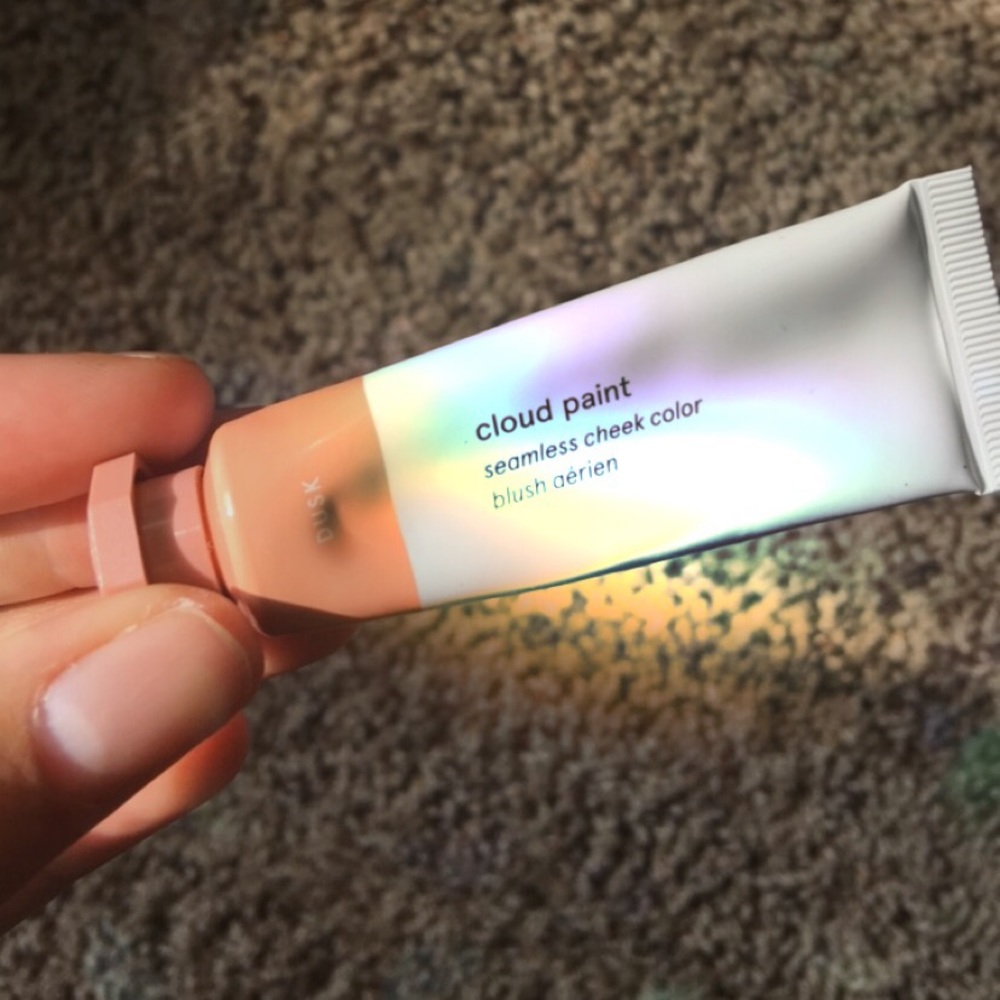 cloud paint
seamless cheek color
blush aérien
DUSK